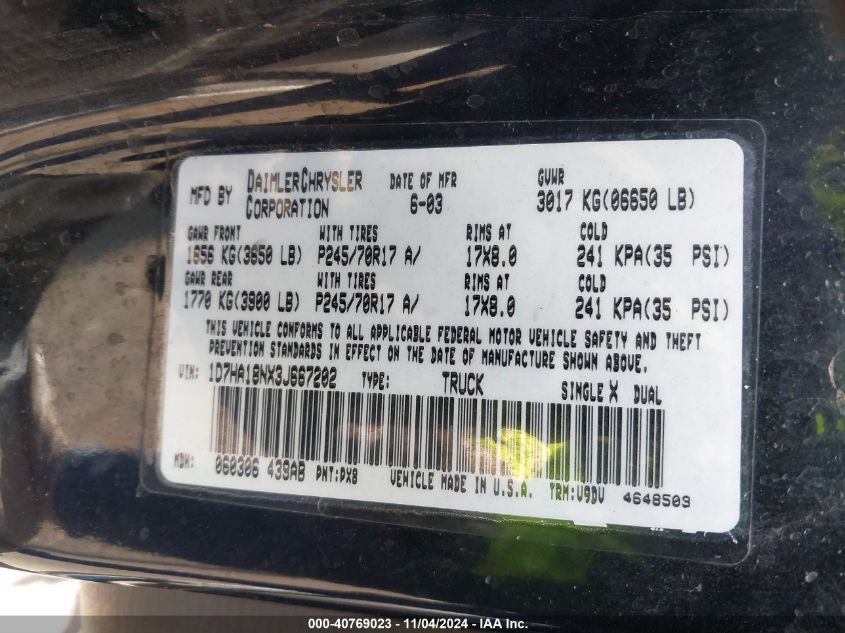 MFD BY DAIMLERCHRYSLER CORPORATION DATE OF MFR 6-03 GVWR 3017 KG(06650 LB)
GAWR FRONT WITH TIRES RIMS AT COLD
1656 KG(3650 LB) P245/70R17 A/ 17X8.0 241 KPA(35 PSI)
GAWR REAR WITH TIRES RIMS AT COLD
1770 KG(3900 LB) P245/70R17 A/ 17X8.0 241 KPA(35 PSI)
THIS VEHICLE CONFORMS TO ALL APPLICABLE FEDERAL MOTOR VEHICLE SAFETY AND THEFT
PREVENTION STANDARDS IN EFFECT ON THE DATE OF MANUFACTURE SHOWN ABOVE.
VIN: 1D7HA18NX3J667202 TYPE: TRUCK SINGLE X DUAL
MDH: 060306 439AB PNT:PX8 VEHICLE MADE IN U.S.A. TRM:V9DV 4648503
000-40769023 - 11/04/2024 - IAA Inc.